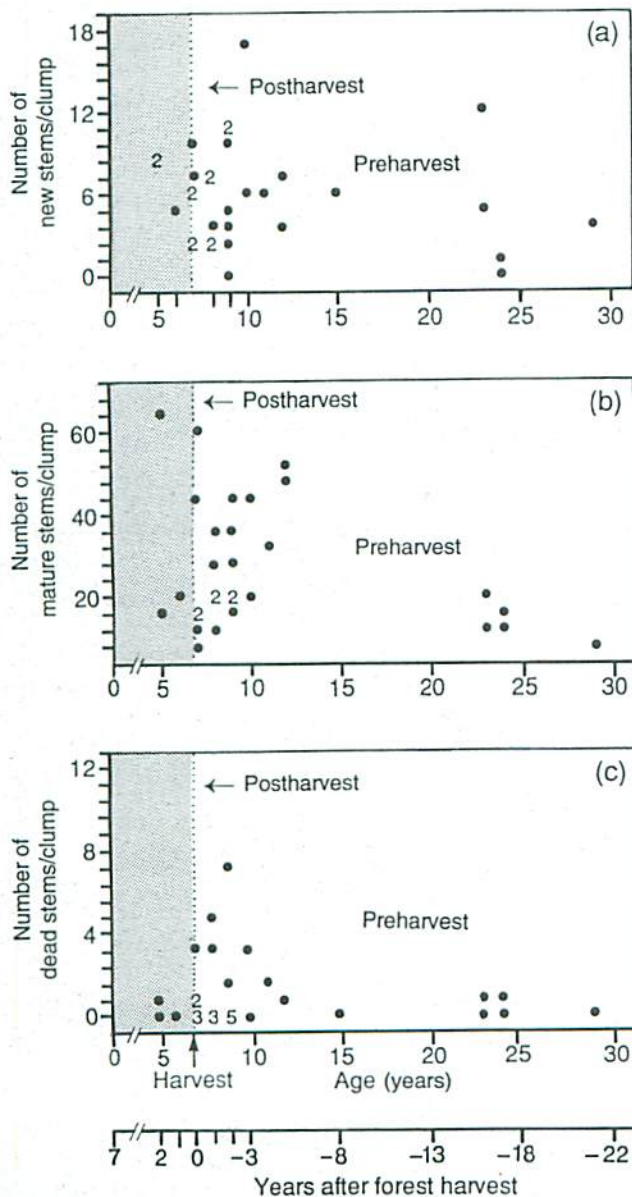 (a)
Number of
new stems/clump
18
12
6
0
← Postharvest
Preharvest
2
2
2
2
2 2
0 5 10 15 20 25 30
(b)
Number of
mature stems/clump
60
40
20
← Postharvest
Preharvest
2 2
2
0 5 10 15 20 25 30
(c)
Number of
dead stems/clump
12
8
4
0
← Postharvest
Preharvest
2
3 3 5
0 5 10 15 20 25 30
Harvest Age (years)
7 2 0 -3 -8 -13 -18 -22
Years after forest harvest